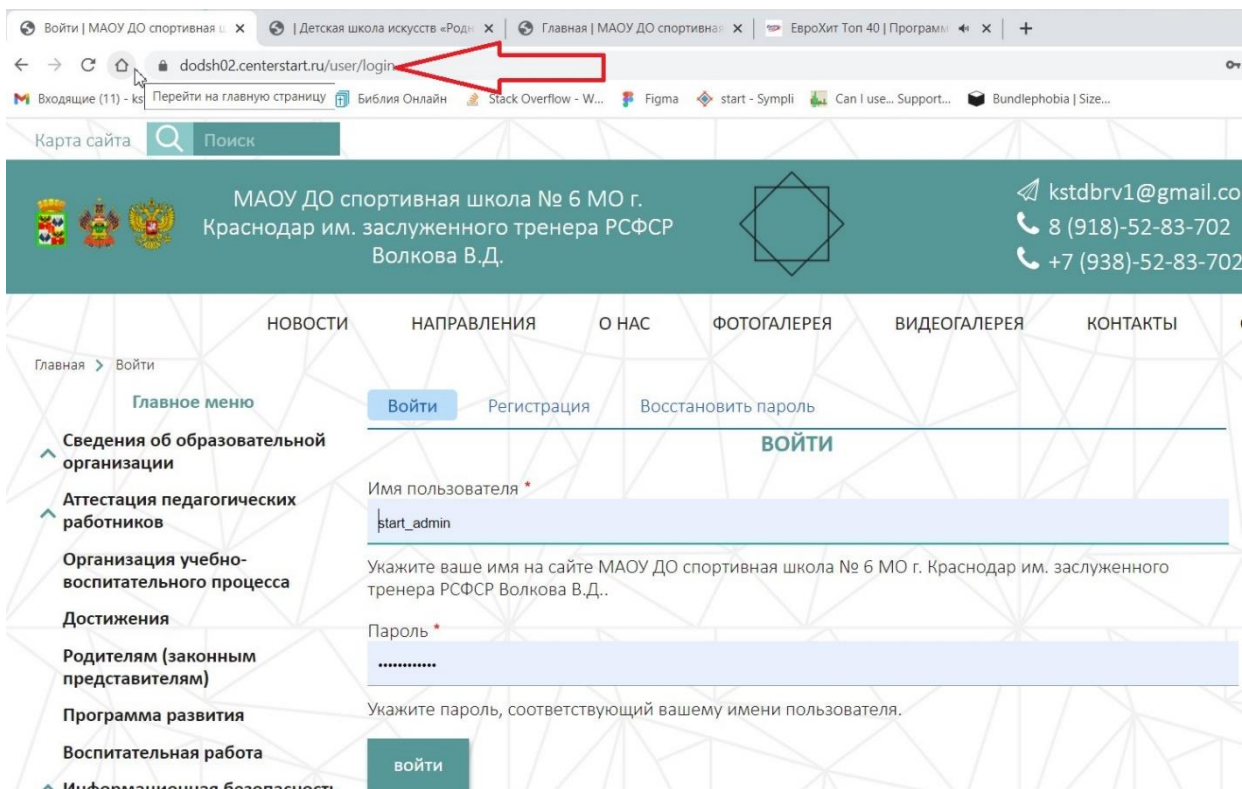 Войти | МАОУ ДО спортивная ш
| Детская школа искусств «Родн
Главная | МАОУ ДО спортивная
ЕвроХит Топ 40 | Программ
dodsh02.centerstart.ru/user/login
Входящие (11) - ks
Перейти на главную страницу
Библия Онлайн
Stack Overflow - W...
Figma
start - Sympli
Can I use... Support...
Bundlephobia | Size...
Карта сайта
Поиск
МАОУ ДО спортивная школа № 6 МО г.
Краснодар им. заслуженного тренера РСФСР
Волкова В.Д.
kstdbrv1@gmail.co
8 (918)-52-83-702
+7 (938)-52-83-702
НОВОСТИ НАПРАВЛЕНИЯ О НАС ФОТОГАЛЕРЕЯ ВИДЕОГАЛЕРЕЯ КОНТАКТЫ
Главная > Войти
Главное меню
Сведения об образовательной
организации
Аттестация педагогических
работников
Организация учебно-
воспитательного процесса
Достижения
Родителям (законным
представителям)
Программа развития
Воспитательная работа
Информационная безопасность
Войти Регистрация Восстановить пароль
ВОЙТИ
Имя пользователя *
start_admin
Укажите ваше имя на сайте МАОУ ДО спортивная школа № 6 МО г. Краснодар им. заслуженного
тренера РСФСР Волкова В.Д..
Пароль *
••••••••••••
Укажите пароль, соответствующий вашему имени пользователя.
ВОЙТИ